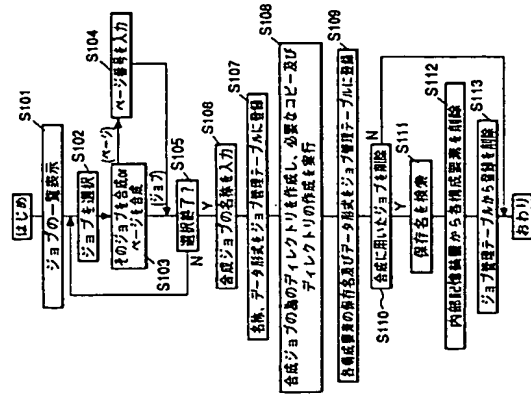 はじめ
S101
ジョブの一覧表示
S102
ジョブを選択
S103
そのジョブを合成or
ページを合成
(ページ)
S104
ページ番号を入力
(ジョブ)
S105
選択終了?
N
Y
S106
合成ジョブの名称を入力
S107
名称、データ形式をジョブ管理テーブルに登録
S108
合成ジョブの為のディレクトリを作成し、必要なコピー及び
ディレクトリの作成を実行
S109
各構成要素の保存名及びデータ形式をジョブ管理テーブルに登録
S110
合成に用いたジョブを削除
N
Y
S111
保存名を検索
S112
内部記憶装置から各構成要素を削除
S113
ジョブ管理テーブルから登録を削除
おわり